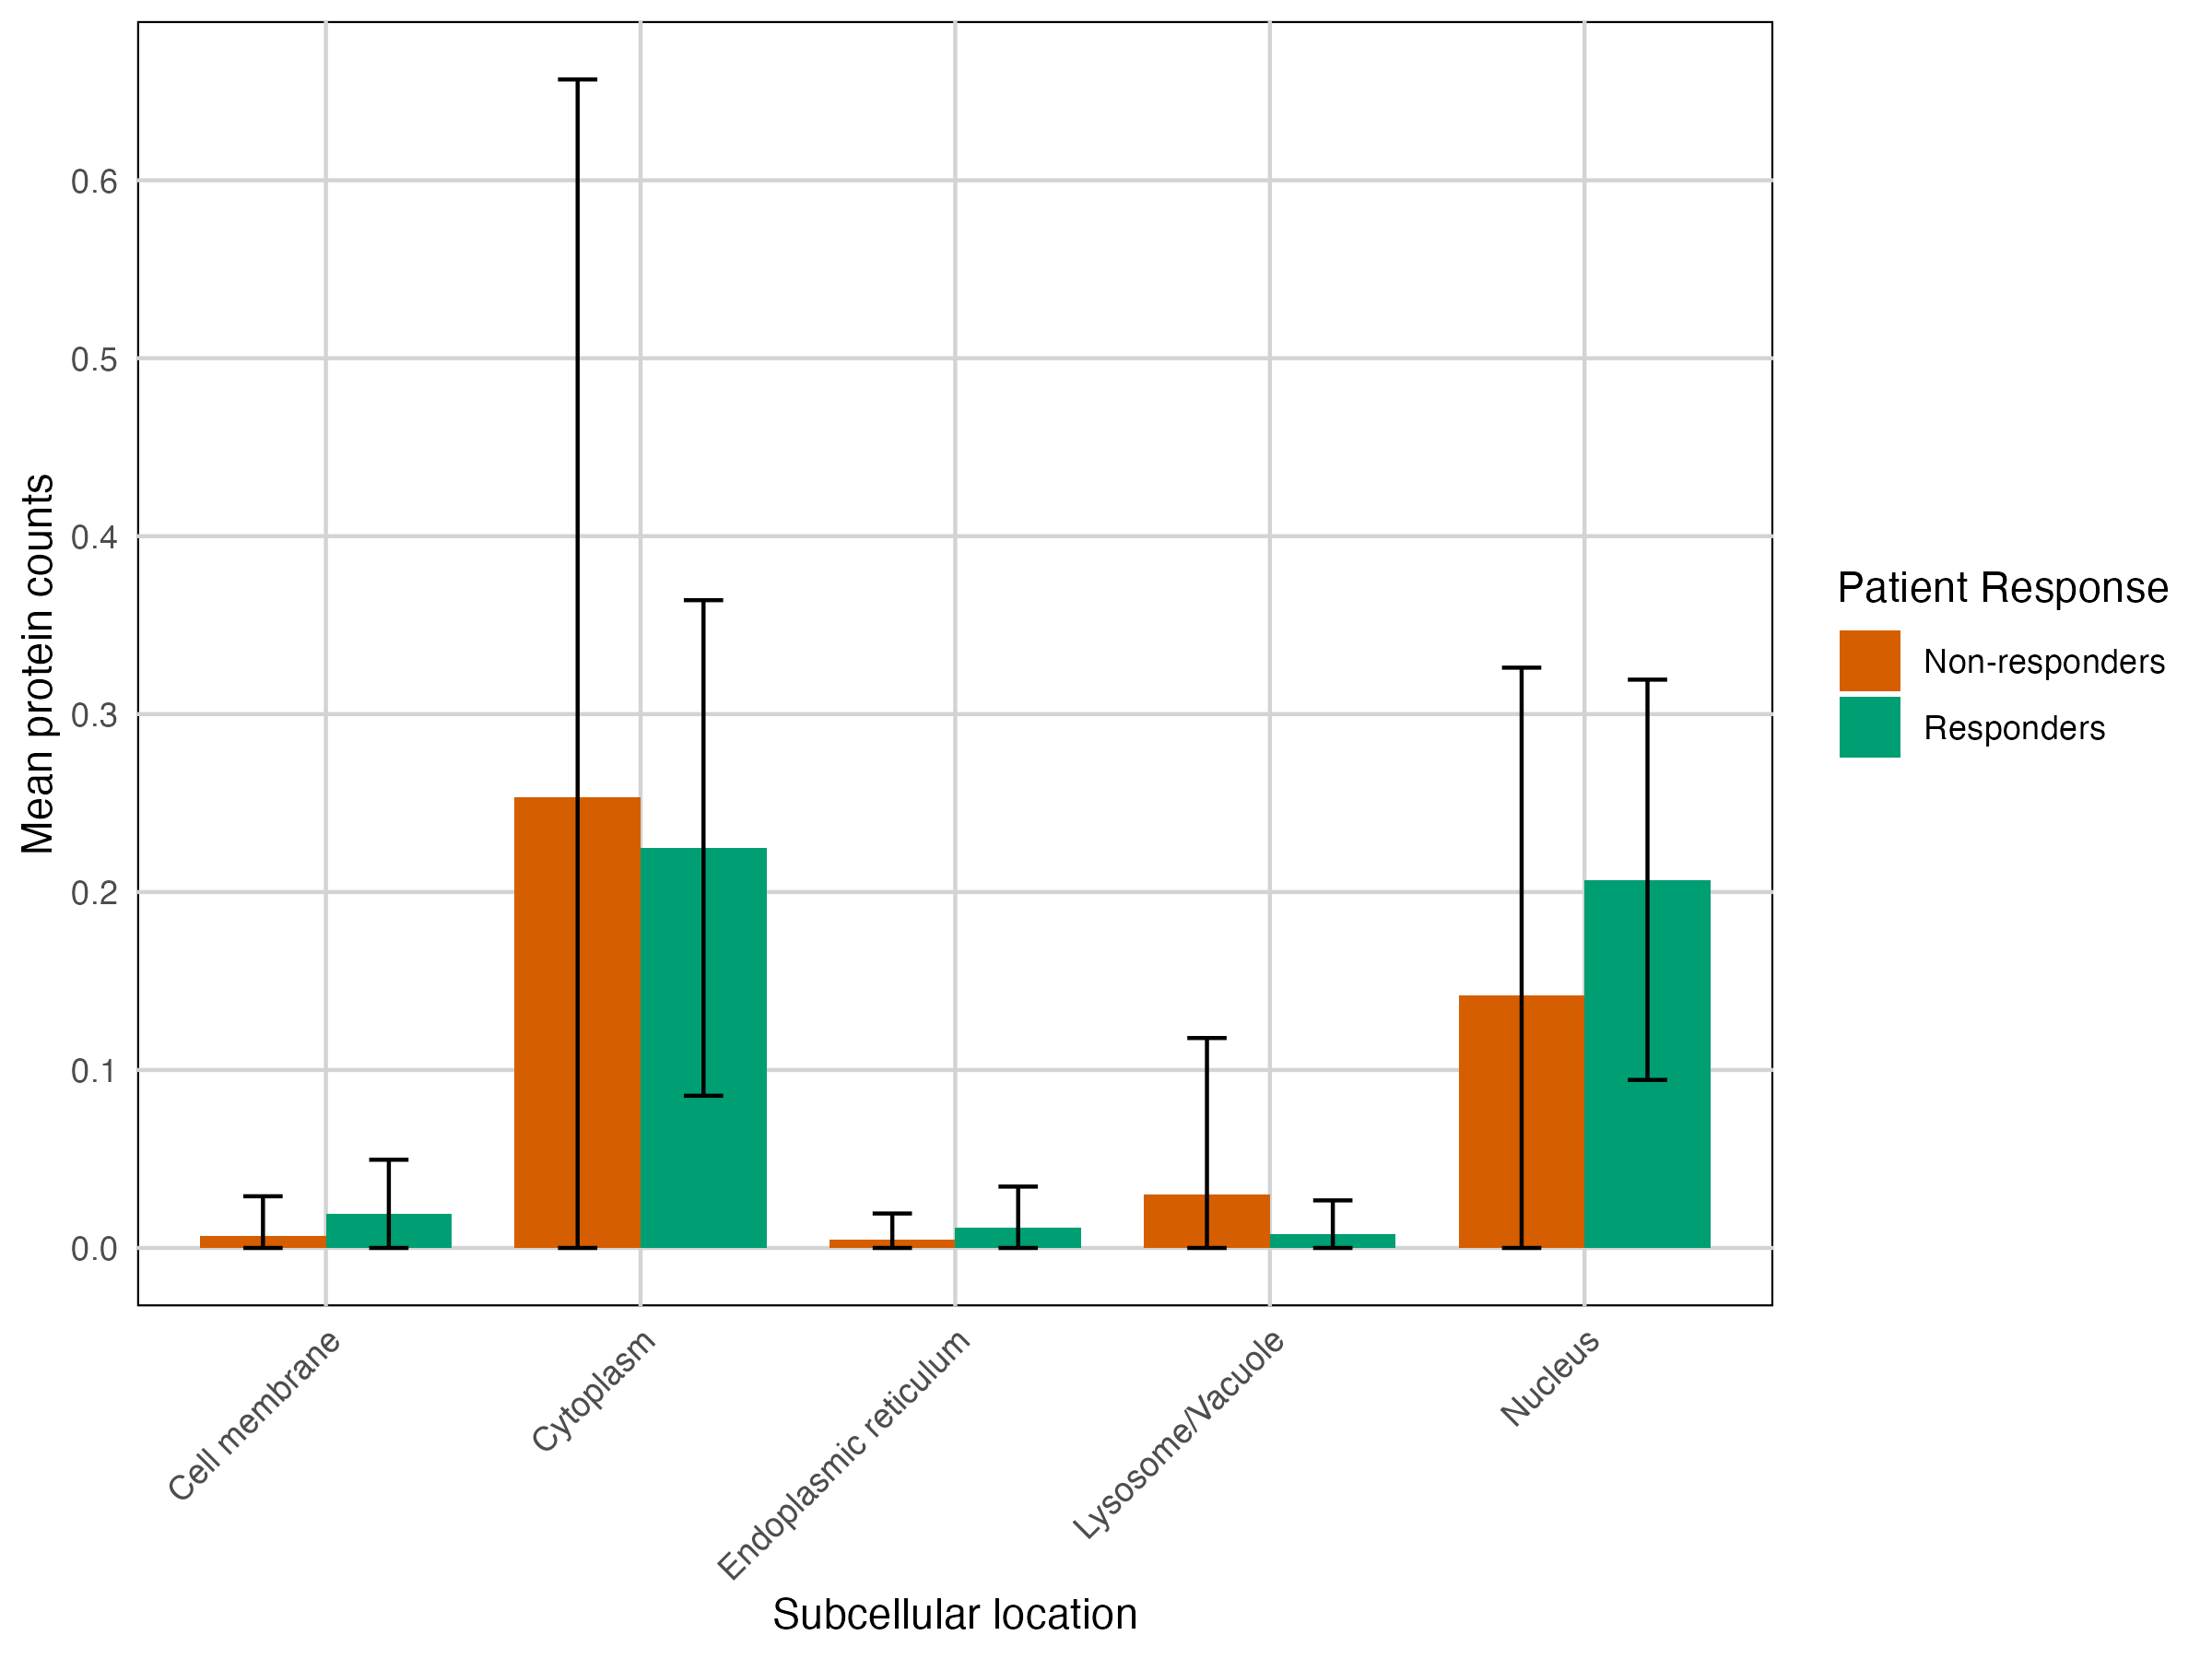 Mean protein counts
0.6
0.5
0.4
0.3
0.2
0.1
0.0
Cell membrane
Cytoplasm
Endoplasmic reticulum
Lysosome/Vacuole
Nucleus
Subcellular location
Patient Response
Non-responders
Responders